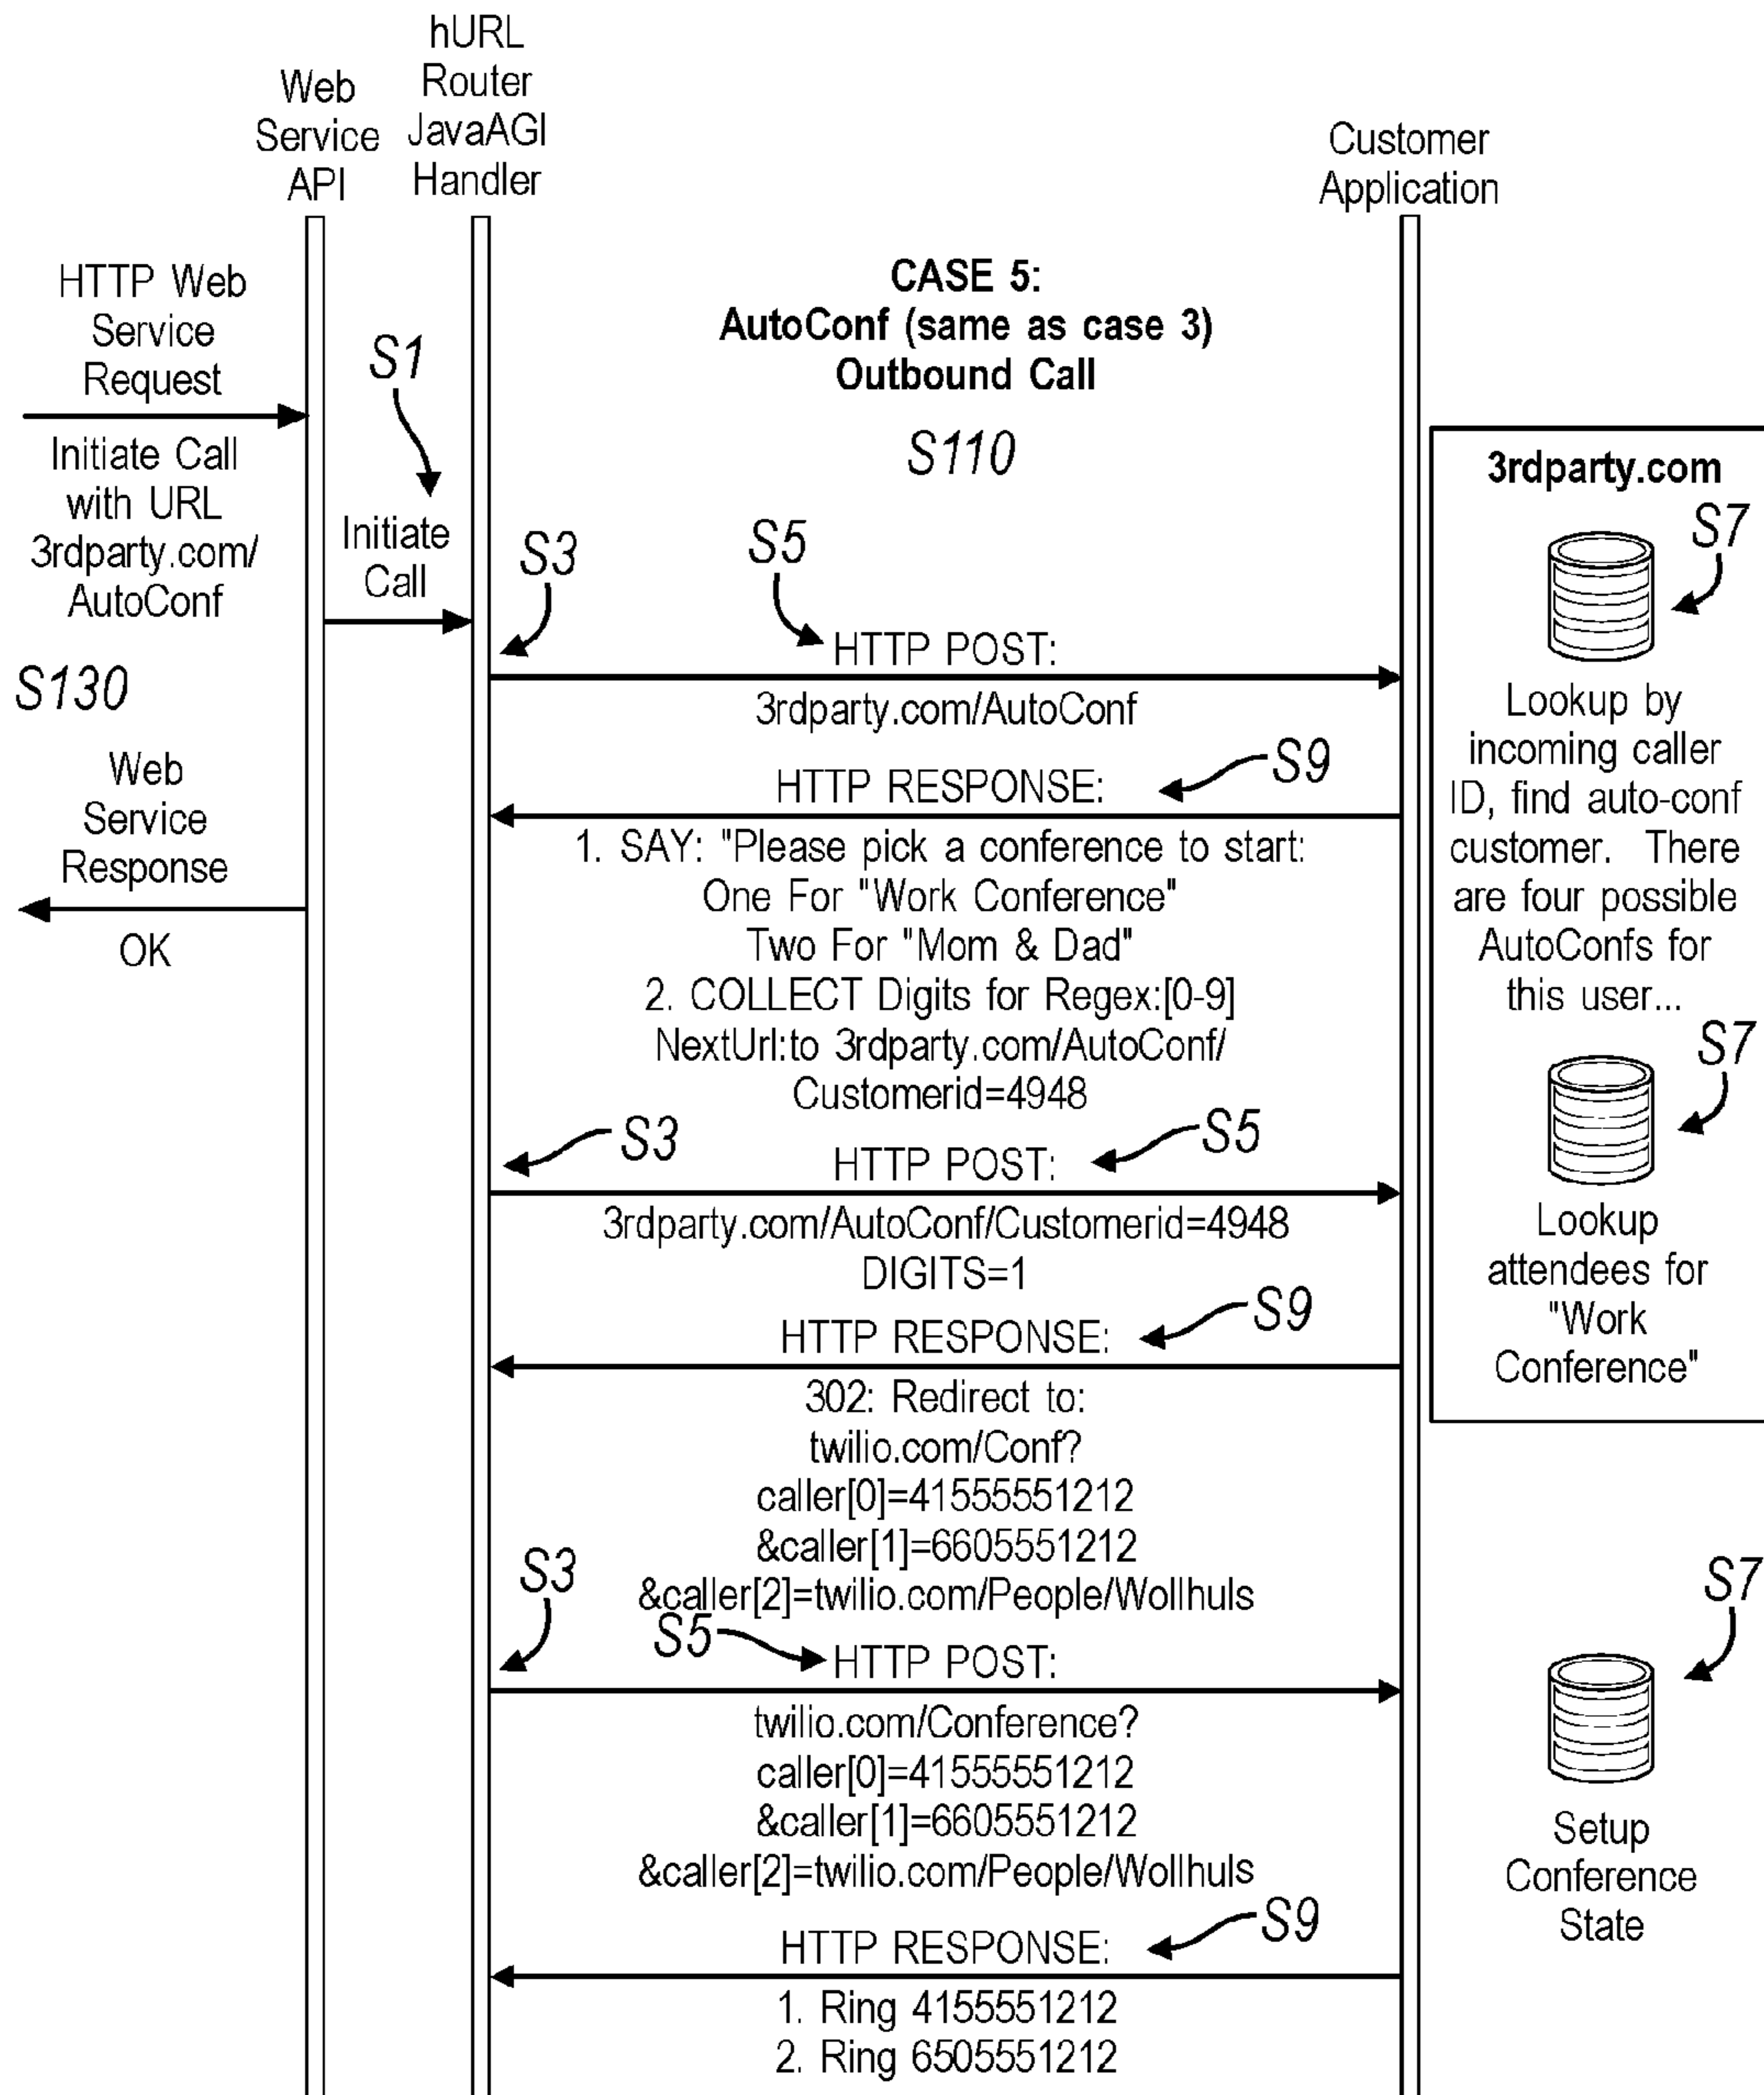 Web
Service
API
hURL
Router
JavaAGI
Handler
Customer
Application
HTTP Web
Service
Request
Initiate Call
with URL
3rdparty.com/
AutoConf
S130
Web
Service
Response
OK
S1
Initiate
Call
CASE 5:
AutoConf (same as case 3)
Outbound Call
S110
S3
S5
HTTP POST:
3rdparty.com/AutoConf
HTTP RESPONSE:
S9
1. SAY: "Please pick a conference to start:
One For "Work Conference"
Two For "Mom & Dad"
2. COLLECT Digits for Regex:[0-9]
NextUrl:to 3rdparty.com/AutoConf/
Customerid=4948
S3
HTTP POST:
S5
3rdparty.com/AutoConf/Customerid=4948
DIGITS=1
HTTP RESPONSE:
S9
302: Redirect to:
twilio.com/Conf?
caller[0]=41555551212
&caller[1]=6605551212
&caller[2]=twilio.com/People/Wollhuls
S3
S5
HTTP POST:
twilio.com/Conference?
caller[0]=41555551212
&caller[1]=6605551212
&caller[2]=twilio.com/People/Wollhuls
HTTP RESPONSE:
S9
1. Ring 4155551212
2. Ring 6505551212
3rdparty.com
S7
Lookup by
incoming caller
ID, find auto-conf
customer. There
are four possible
AutoConfs for
this user...
S7
Lookup
attendees for
"Work
Conference"
S7
Setup
Conference
State